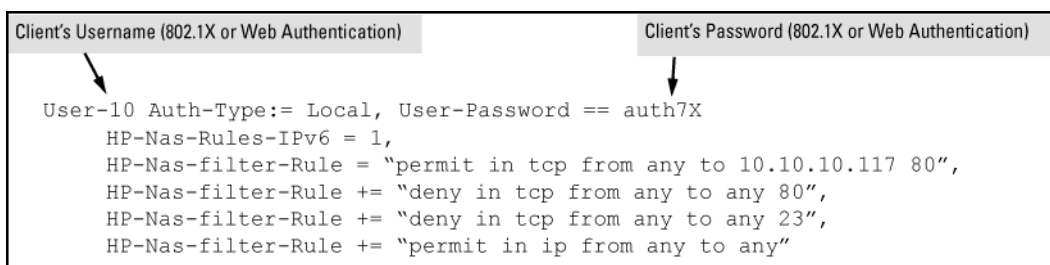 Client's Username (802.1X or Web Authentication)
Client's Password (802.1X or Web Authentication)
User-10 Auth-Type:= Local, User-Password == auth7X
HP-Nas-Rules-IPv6 = 1,
HP-Nas-filter-Rule = “permit in tcp from any to 10.10.10.117 80”,
HP-Nas-filter-Rule += “deny in tcp from any to any 80”,
HP-Nas-filter-Rule += “deny in tcp from any to any 23”,
HP-Nas-filter-Rule += “permit in ip from any to any”